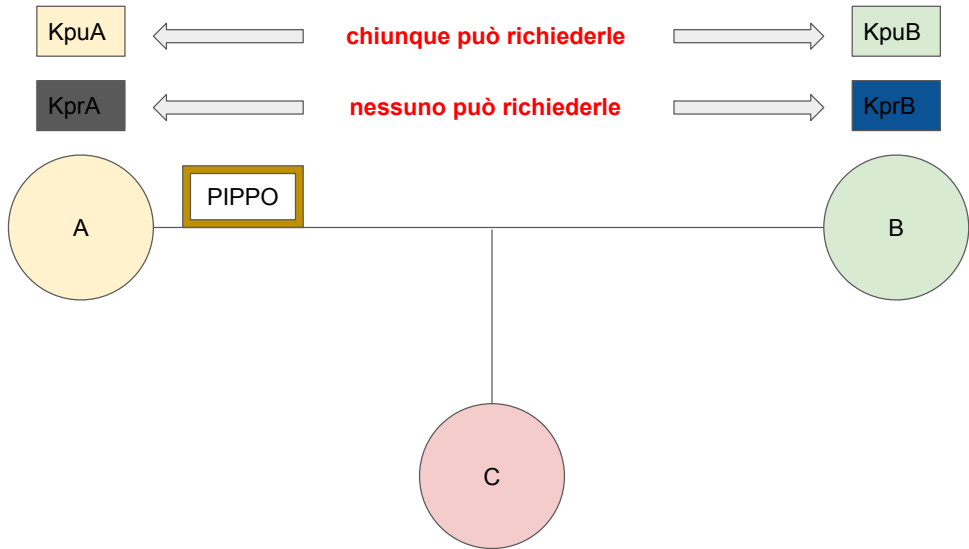 KpuA chiunque può richiederle KpuB
KprA nessuno può richiederle KprB
PIPPO
A B
C